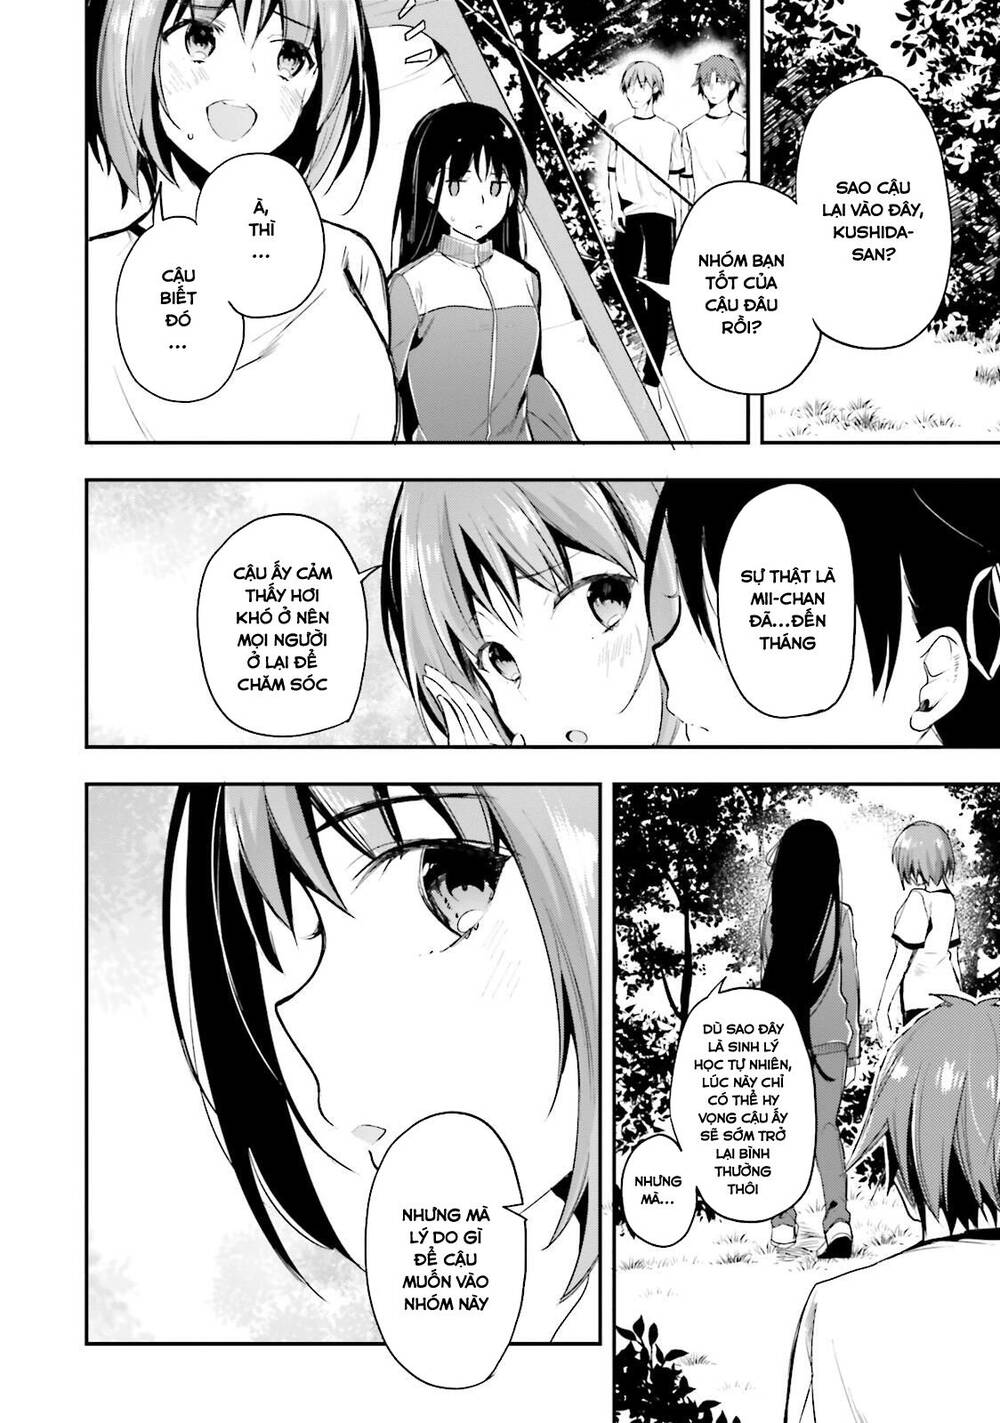 SAO CẬU
LẠI VÀO ĐÂY,
KUSHIDA-
SAN?
NHÓM BẠN
TỐT CỦA
CẬU ĐÂU
RỒI?
À,
THÌ
...
CẬU
BIẾT
ĐÓ
...
SỰ THẬT LÀ
MII-CHAN
ĐÃ...ĐẾN
THÁNG
CẬU ẤY CẢM
THẤY HƠI
KHÓ Ở NÊN
MỌI NGƯỜI
Ở LẠI ĐỂ
CHĂM SÓC
DÙ SAO ĐÂY
LÀ SINH LÝ
HỌC TỰ NHIÊN,
LÚC NÀY CHỈ
CÓ THỂ HY
VỌNG CẬU ẤY
SẼ SỚM TRỞ
LẠI BÌNH
THƯỜNG
THÔI
NHƯNG
MÀ...
NHƯNG MÀ
LÝ DO GÌ
ĐỂ CẬU
MUỐN VÀO
NHÓM NÀY